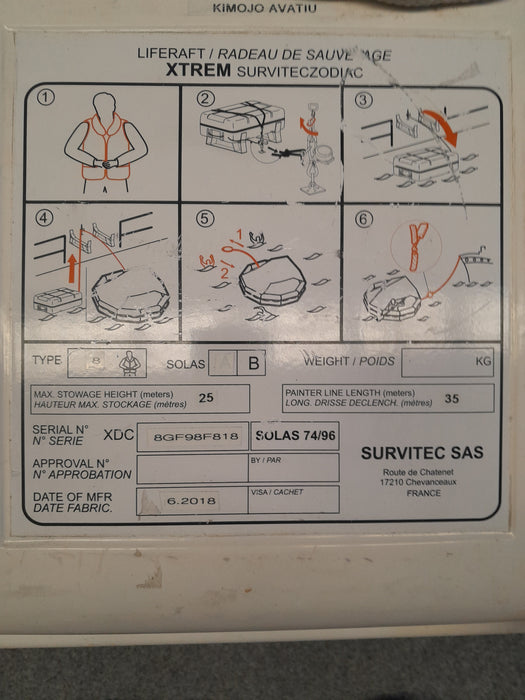 KIMOJO AVATIU
LIFERAFT / RADEAU DE SAUVETAGE
XTREM SURVITECZODIAC
1
2
3
4
5
6
1
2
TYPE 8 SOLAS A B WEIGHT / POIDS KG
MAX. STOWAGE HEIGHT (meters) 25
HAUTEUR MAX. STOCKAGE (mètres)
PAINTER LINE LENGTH (meters) 35
LONG. DRISSE DECLENCH. (mètres)
SERIAL N° XDC 8GF98F818 SOLAS 74/96
N° SERIE
APPROVAL N° BY / PAR
N° APPROBATION
DATE OF MFR 6.2018 VISA / CACHET
DATE FABRIC.
SURVITEC SAS
Route de Chatenet
17210 Chevanceaux
FRANCE